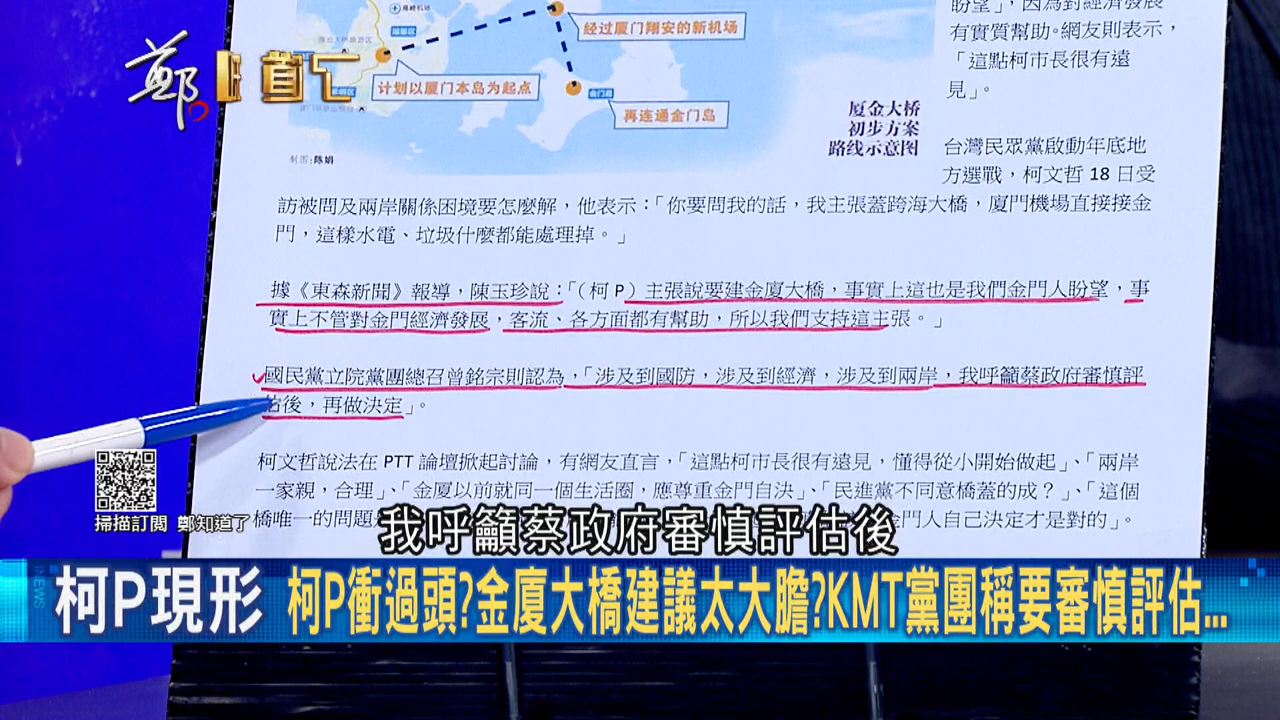 鄭
经过厦门翔安的新机场
计划以厦门本岛为起点
再连通金门岛
制图:陈娟
厦金大桥
初步方案
路线示意图
盼望」，因為對經濟發展
有實質幫助。網友則表示，
「這點柯市長很有遠
見」。
台灣民眾黨啟動年底地
方選戰，柯文哲 18 日受
訪被問及兩岸關係困境要怎麼解，他表示：「你要問我的話，我主張蓋跨海大橋，廈門機場直接接金
門，這樣水電、垃圾什麼都能處理掉。」
據《東森新聞》報導，陳玉珍說：「（柯 P）主張說要建金廈大橋，事實上這也是我們金門人盼望，事
實上不管對金門經濟發展，客流、各方面都有幫助，所以我們支持這主張。」
國民黨立院黨團總召曾銘宗則認為，「涉及到國防，涉及到經濟，涉及到兩岸，我呼籲蔡政府審慎評
估後，再做決定」。
柯文哲說法在 PTT 論壇掀起討論，有網友直言，「這點柯市長很有遠見，懂得從小開始做起」、「兩岸
一家親，合理」、「金廈以前就同一個生活圈，應尊重金門自決」、「民進黨不同意橋蓋的成？」、「這個
橋唯一的問題
金門人自己決定才是對的」。
掃描訂閱 鄭知道了
我呼籲蔡政府審慎評估後
NEWS
柯P現形
柯P衝過頭?金廈大橋建議太大膽?KMT黨團稱要審慎評估...